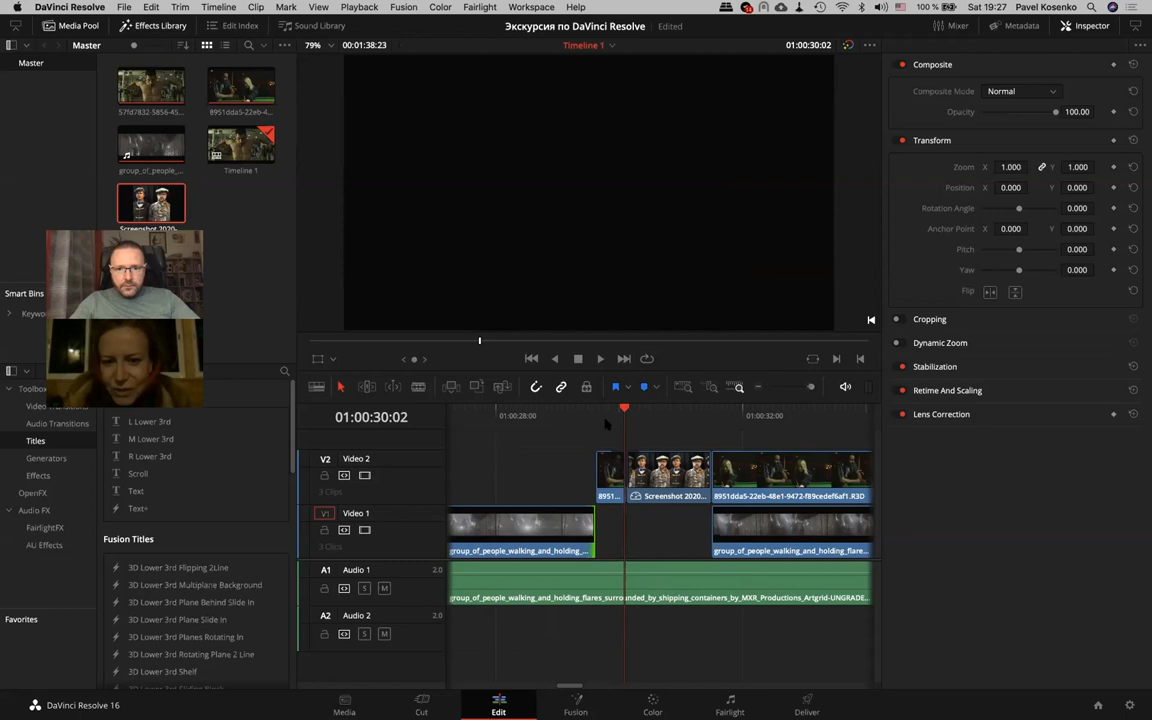 DaVinci Resolve File Edit Trim Timeline Clip Mark View Playback Fusion Color Fairlight Workspace Help 100 % Sat 19:27 Pavel Kosenko
Media Pool Effects Library Edit Index Sound Library Экскурсия по DaVinci Resolve Edited Mixer Metadata Inspector
Master 79% 00:01:38:23 Timeline 1 01:00:30:02
Master
57fd7832-5856-45... 8951dda5-22eb-4...
group_of_people_... Timeline 1
Screenshot 2020-
Smart Bins
Keywo
Composite
Composite Mode Normal
Opacity 100.00
Transform
Zoom X 1.000 Y 1.000
Position X 0.000 Y 0.000
Rotation Angle 0.000
Anchor Point X 0.000 Y 0.000
Pitch 0.000
Yaw 0.000
Flip
Cropping
Dynamic Zoom
Stabilization
Retime And Scaling
Lens Correction
Toolbox
Video Transitions
Audio Transitions
Titles
Generators
Effects
OpenFX
Audio FX
FairlightFX
AU Effects
Favorites
L Lower 3rd
M Lower 3rd
R Lower 3rd
Scroll
Text
Text+
Fusion Titles
3D Lower 3rd Flipping 2Line
3D Lower 3rd Multiplane Background
3D Lower 3rd Plane Behind Slide In
3D Lower 3rd Plane Slide In
3D Lower 3rd Planes Rotating In
3D Lower 3rd Rotating Plane 2 Line
3D Lower 3rd Shelf
01:00:30:02 01:00:28:00 01:00:32:00
V2 Video 2
3 Clips
8951... Screenshot 2020... 8951dda5-22eb-48e1-9472-f89cedef6af1.R3D
V1 Video 1
3 Clips
group_of_people_walking_and_holding_... group_of_people_walking_and_holding_flare...
A1 Audio 1 2.0
S M
group_of_people_walking_and_holding_flares_surrounded_by_shipping_containers_by_MXR_Productions_Artgrid-UNGRADE...
A2 Audio 2 2.0
S M
DaVinci Resolve 16 Media Cut Edit Fusion Color Fairlight Deliver